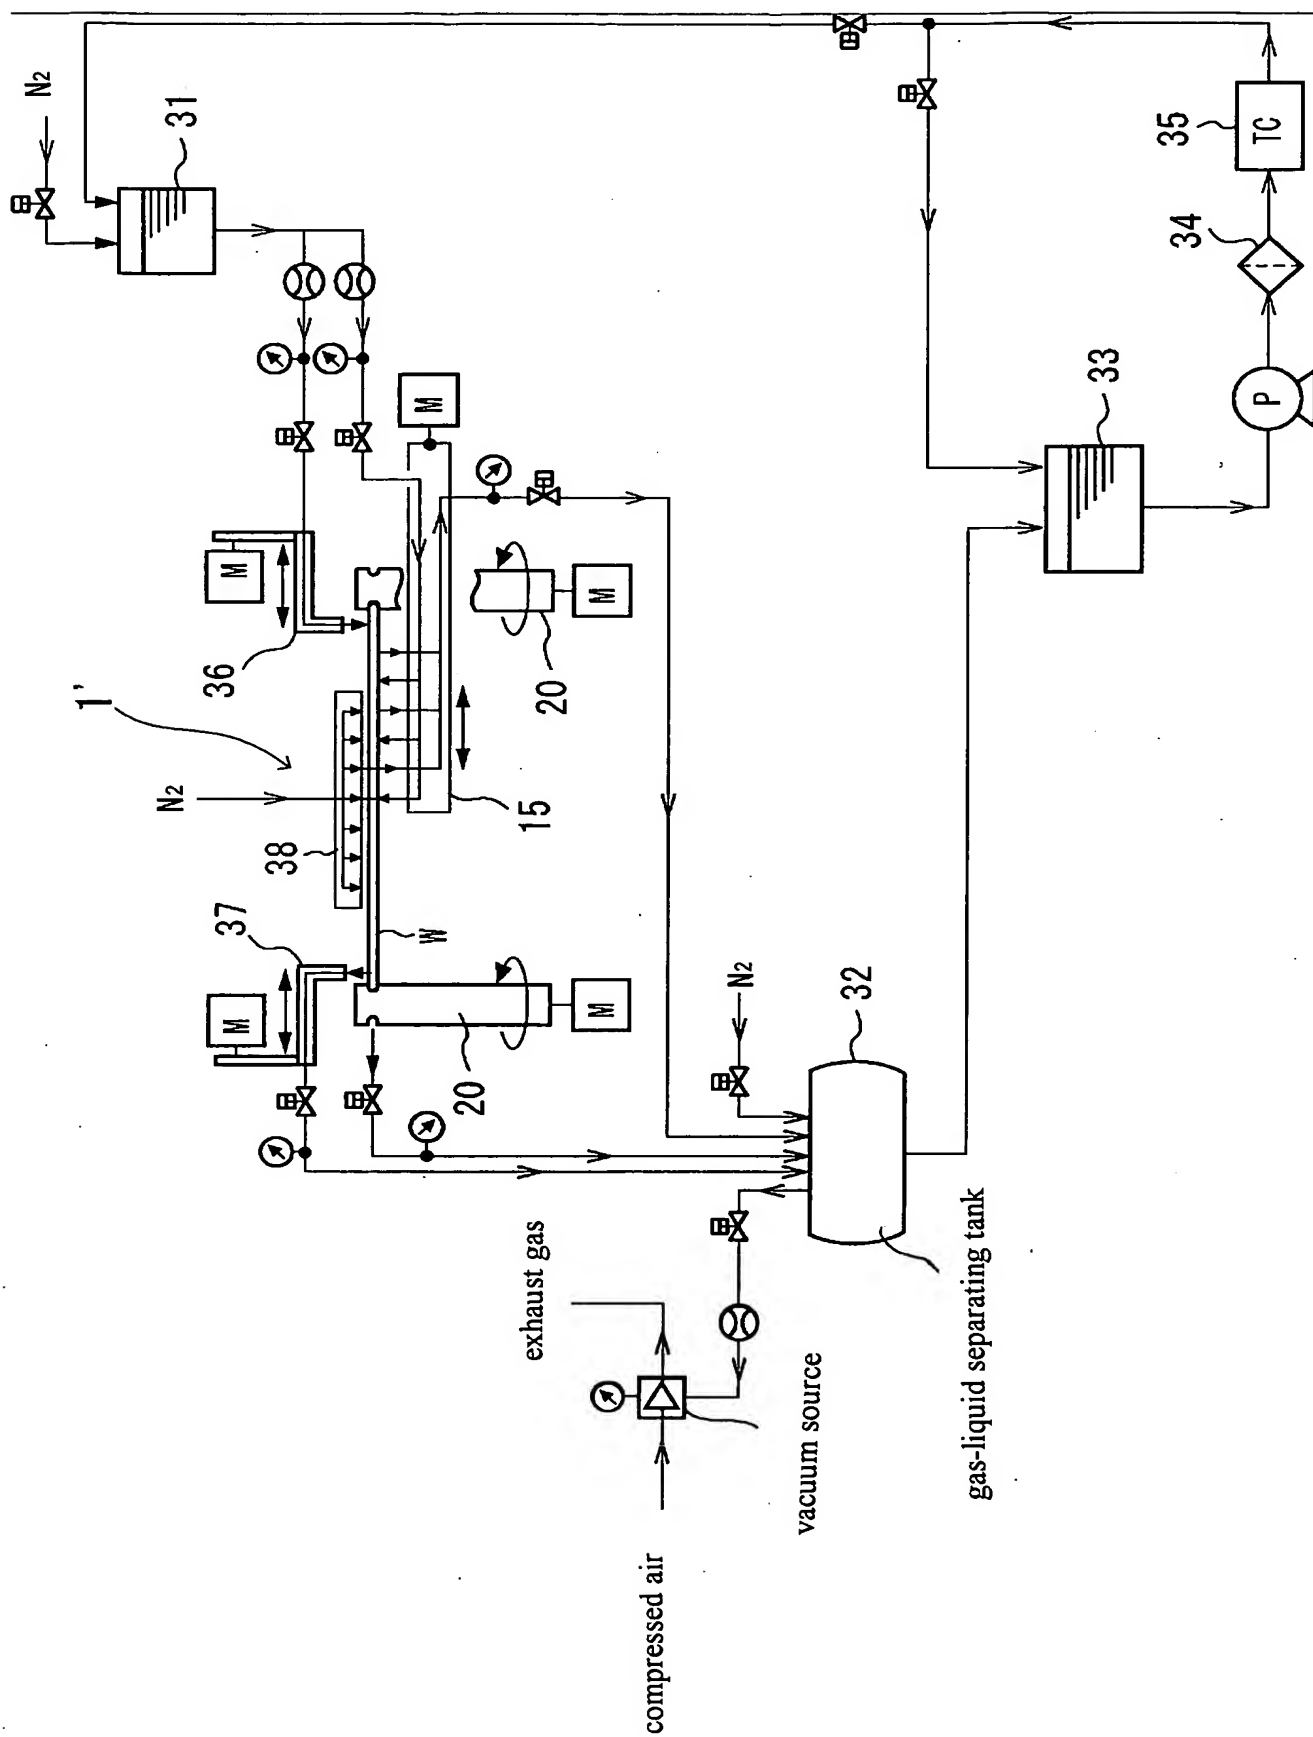 N2
1'
N2
31
37
36
M
M
38
W
M
20
exhaust gas
15
20
M
M
compressed air
N2
vacuum source
32
gas-liquid separating tank
33
34
35
P
TC